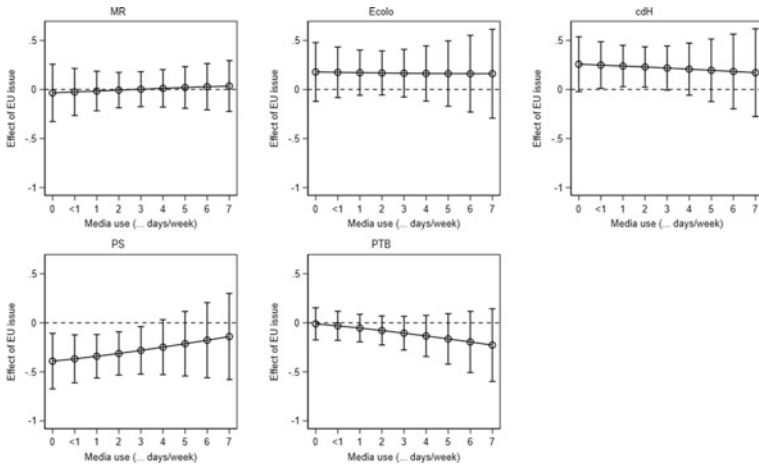 MR
Effect of EU issue
.5
0
-.5
-1
0 <1 1 2 3 4 5 6 7
Media use (... days/week)
Ecolo
Effect of EU issue
.5
0
-.5
-1
0 <1 1 2 3 4 5 6 7
Media use (... days/week)
cdH
Effect of EU issue
.5
0
-.5
-1
0 <1 1 2 3 4 5 6 7
Media use (... days/week)
PS
Effect of EU issue
.5
0
-.5
-1
0 <1 1 2 3 4 5 6 7
Media use (... days/week)
PTB
Effect of EU issue
.5
0
-.5
-1
0 <1 1 2 3 4 5 6 7
Media use (... days/week)